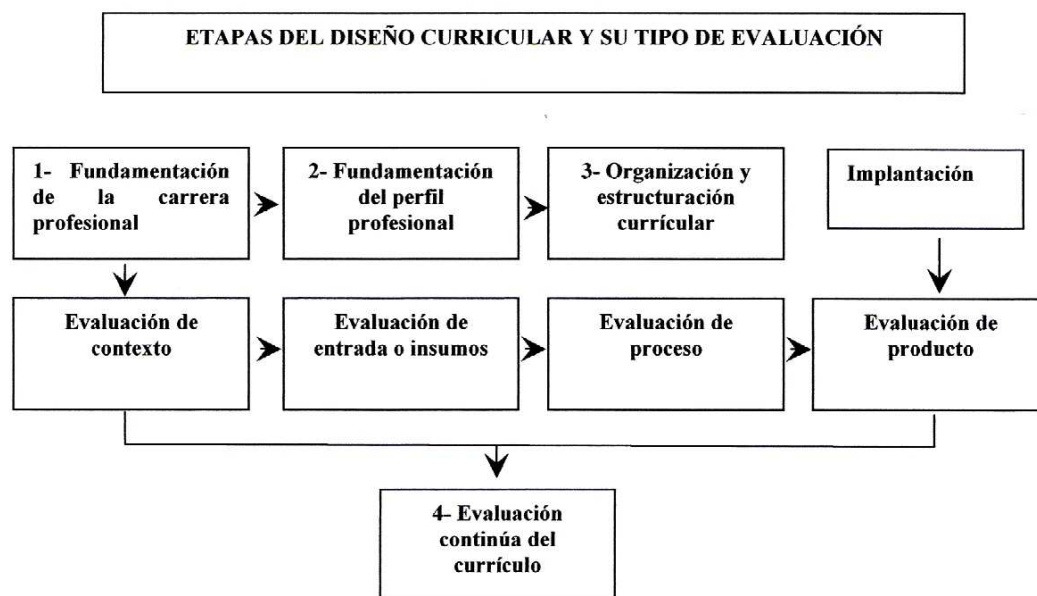 ETAPAS DEL DISEÑO CURRICULAR Y SU TIPO DE EVALUACIÓN
1- Fundamentación
de la carrera
profesional
2- Fundamentación
del perfil
profesional
3- Organización y
estructuración
currícular
Implantación
Evaluación de
contexto
Evaluación de
entrada o insumos
Evaluación de
proceso
Evaluación de
producto
4- Evaluación
continúa del
currículo